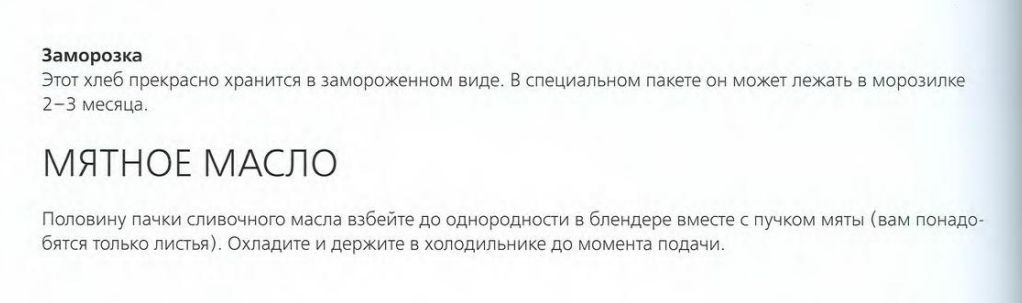 Заморозка
Этот хлеб прекрасно хранится в замороженном виде. В специальном пакете он может лежать в морозилке
2–3 месяца.
МЯТНОЕ МАСЛО
Половину пачки сливочного масла взбейте до однородности в блендере вместе с пучком мяты (вам понадо-
бятся только листья). Охладите и держите в холодильнике до момента подачи.